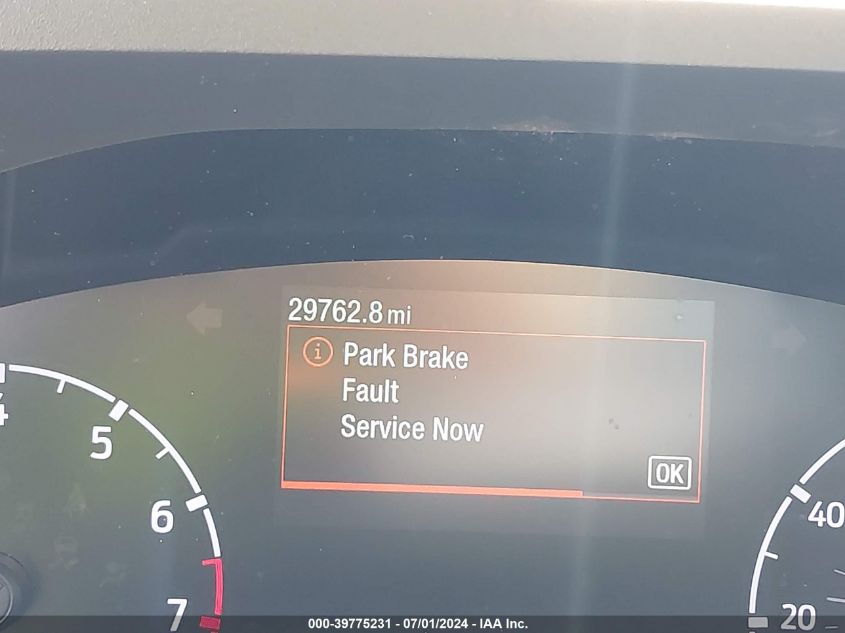 29762.8 mi
Park Brake
Fault
Service Now
OK
4
5
6
7
40
20
000-39775231 - 07/01/2024 - IAA Inc.